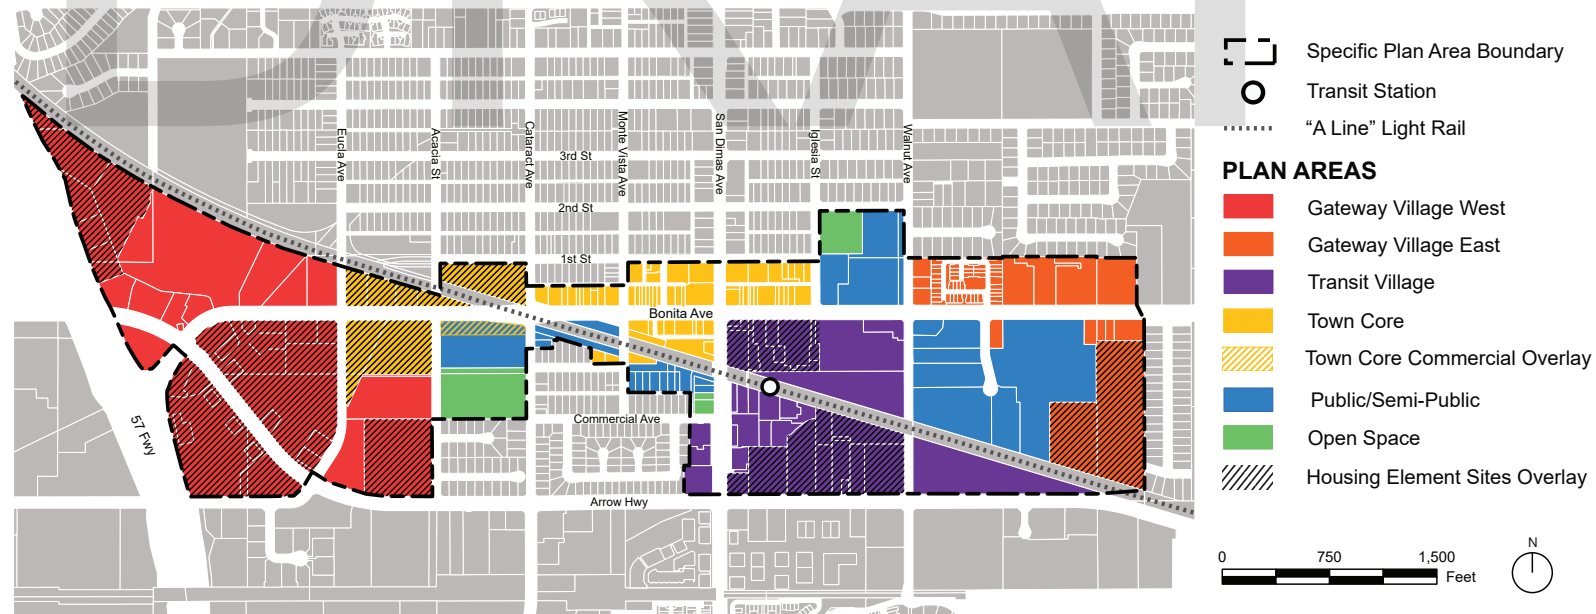 Specific Plan Area Boundary
Transit Station
“A Line” Light Rail
PLAN AREAS
Gateway Village West
Gateway Village East
Transit Village
Town Core
Town Core Commercial Overlay
Public/Semi-Public
Open Space
Housing Element Sites Overlay
0 750 1,500
Feet
N
Eucla Ave
Acacia St
Cataract Ave
Monte Vista Ave
San Dimas Ave
Iglesia St
Walnut Ave
3rd St
2nd St
1st St
Bonita Ave
Commercial Ave
Arrow Hwy
57 Fwy